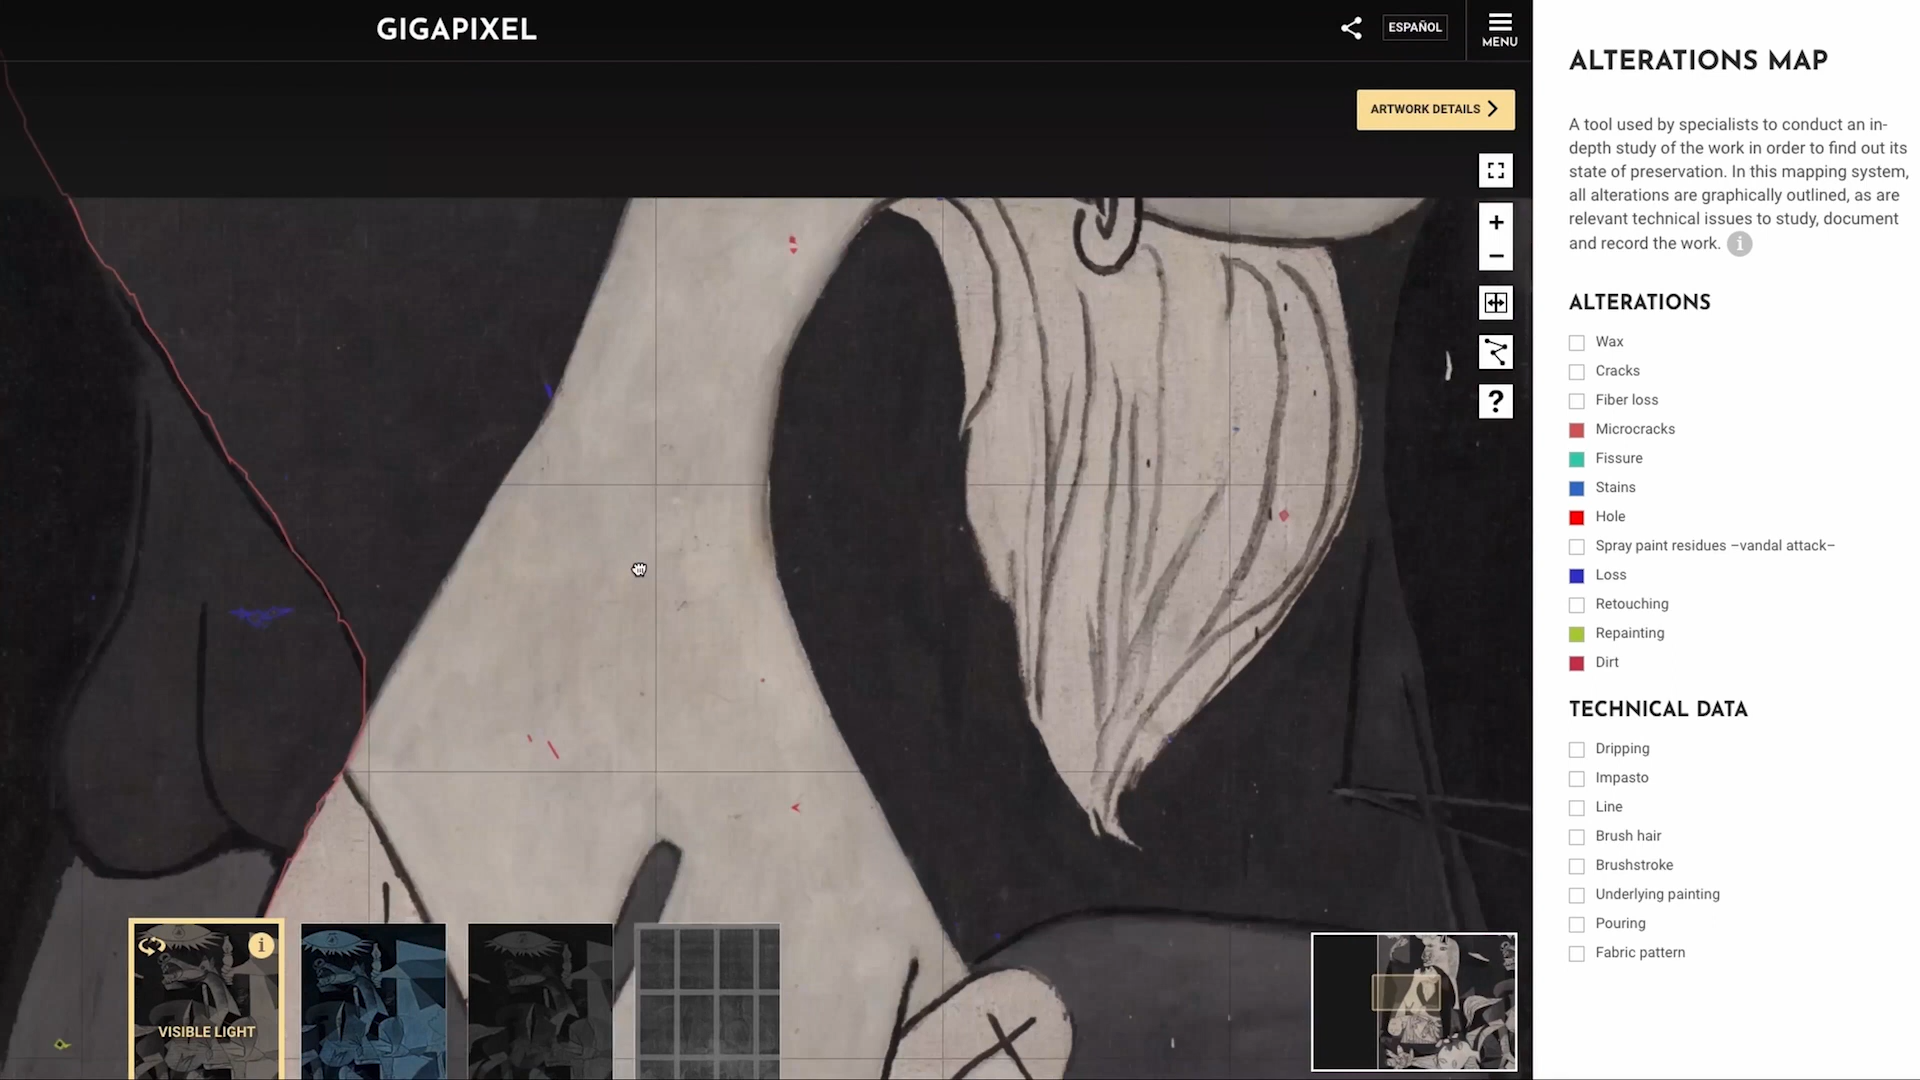 GIGAPIXEL
ESPAÑOL
MENU
ARTWORK DETAILS
+
−
?
i
VISIBLE LIGHT
ALTERATIONS MAP
A tool used by specialists to conduct an in-
depth study of the work in order to find out its
state of preservation. In this mapping system,
all alterations are graphically outlined, as are
relevant technical issues to study, document
and record the work. i
ALTERATIONS
Wax
Cracks
Fiber loss
Microcracks
Fissure
Stains
Hole
Spray paint residues –vandal attack–
Loss
Retouching
Repainting
Dirt
TECHNICAL DATA
Dripping
Impasto
Line
Brush hair
Brushstroke
Underlying painting
Pouring
Fabric pattern